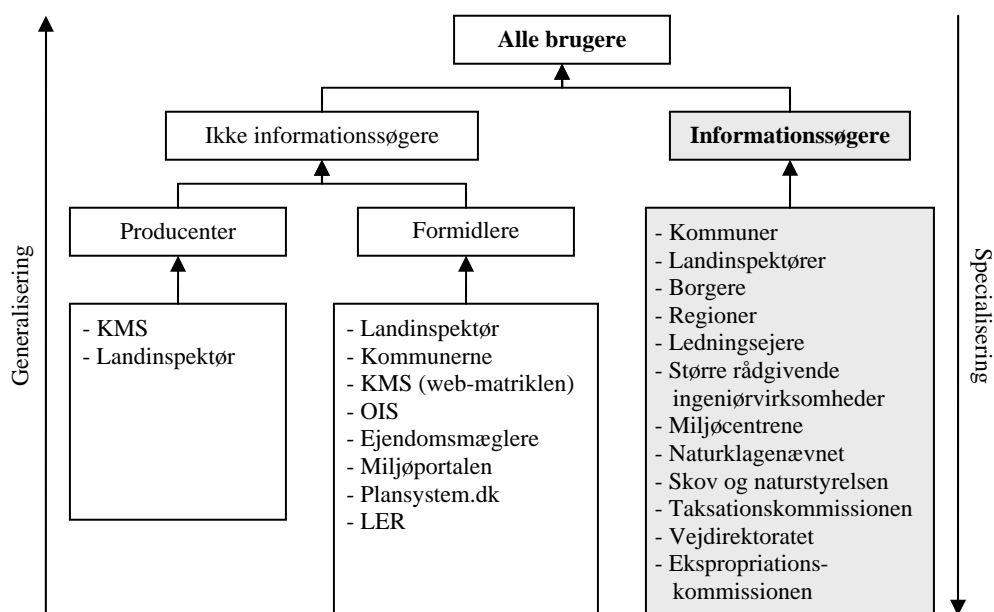 Alle brugere
Ikke informationssøgere
Informationssøgere
Producenter
Formidlere
- KMS
- Landinspektør
- Landinspektør
- Kommunerne
- KMS (web-matriklen)
- OIS
- Ejendomsmæglere
- Miljøportalen
- Plansystem.dk
- LER
- Kommuner
- Landinspektører
- Borgere
- Regioner
- Ledningsejere
- Større rådgivende
ingeniørvirksomheder
- Miljøcentrene
- Naturklagenævnet
- Skov og naturstyrelsen
- Taksationskommissionen
- Vejdirektoratet
- Ekspropriations-
kommissionen
Generalisering
Specialisering